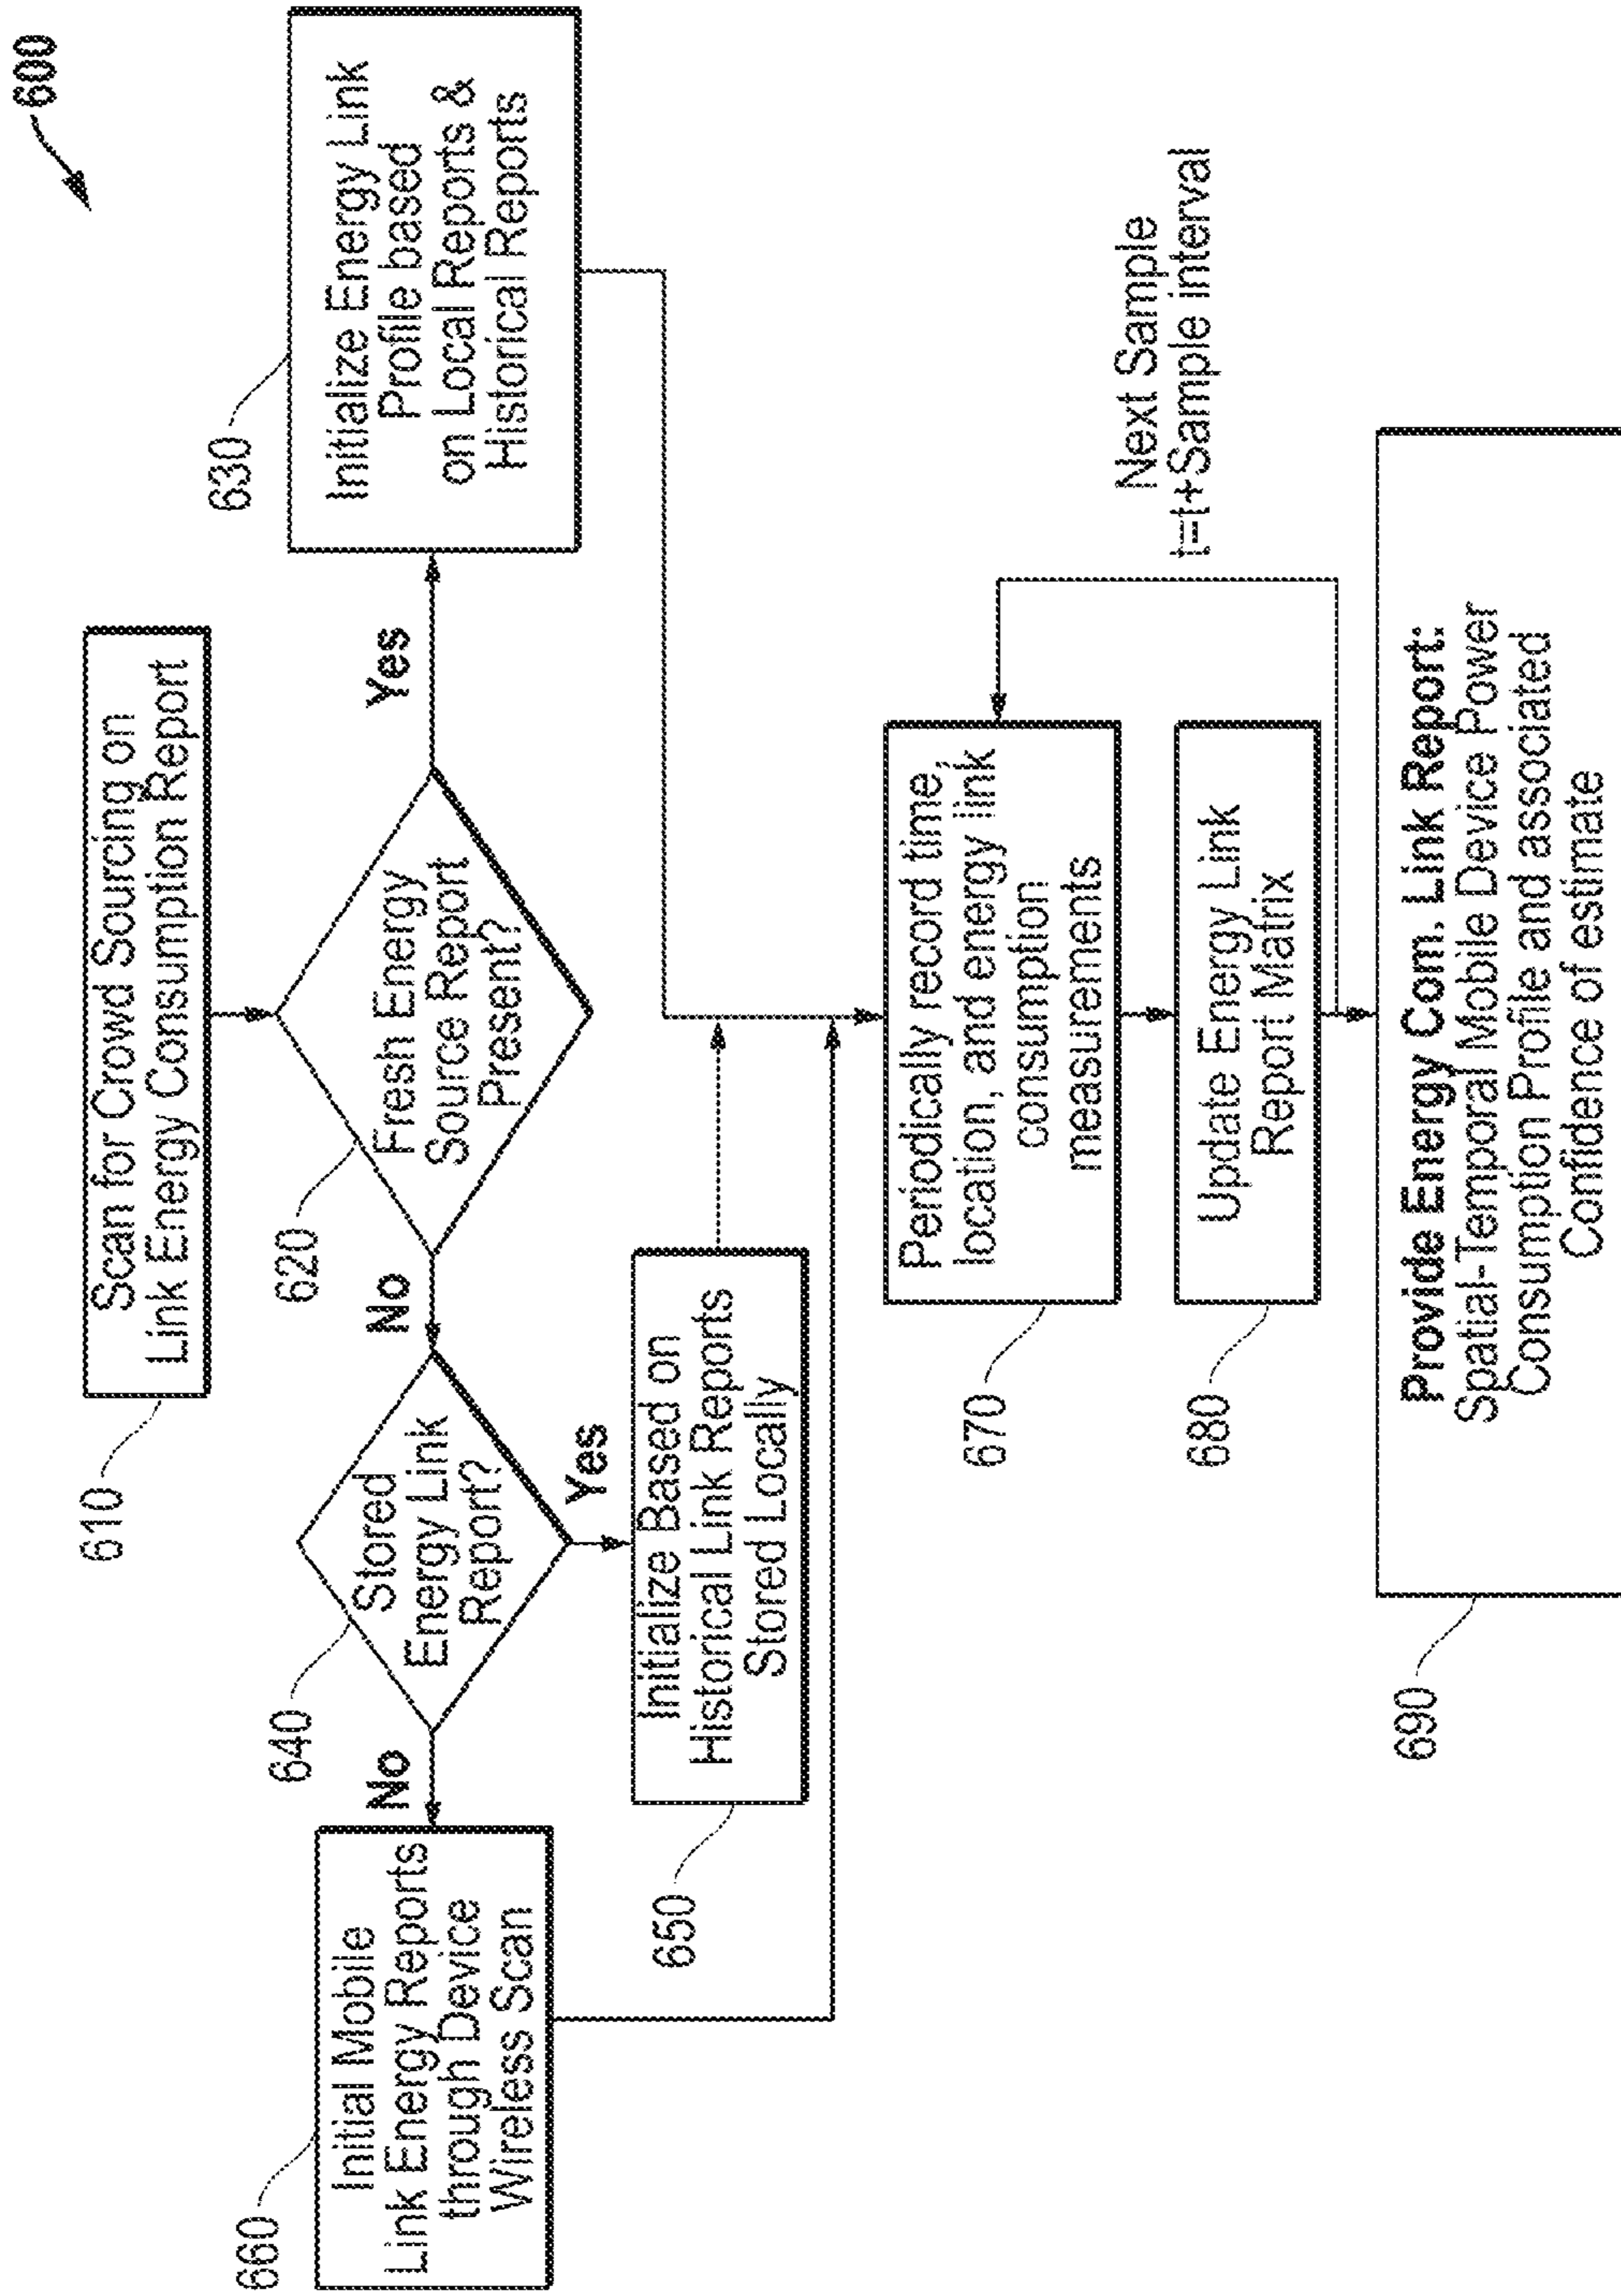 600
610
Scan for Crowd Sourcing on
Link Energy Consumption Report
620
Fresh Energy
Source Report
Present?
Yes
630
Initialize Energy Link
Profile based
on Local Reports &
Historical Reports
No
640
Stored
Energy Link
Report?
Yes
650
Initialize Based on
Historical Link Reports
Stored Locally
No
660
Initial Mobile
Link Energy Reports
through Device
Wireless Scan
670
Periodically record time,
location, and energy link
consumption
measurements
Next Sample
t=t+Sample interval
680
Update Energy Link
Report Matrix
690
Provide Energy Com. Link Report:
Spatial-Temporal Mobile Device Power
Consumption Profile and associated
Confidence of estimate